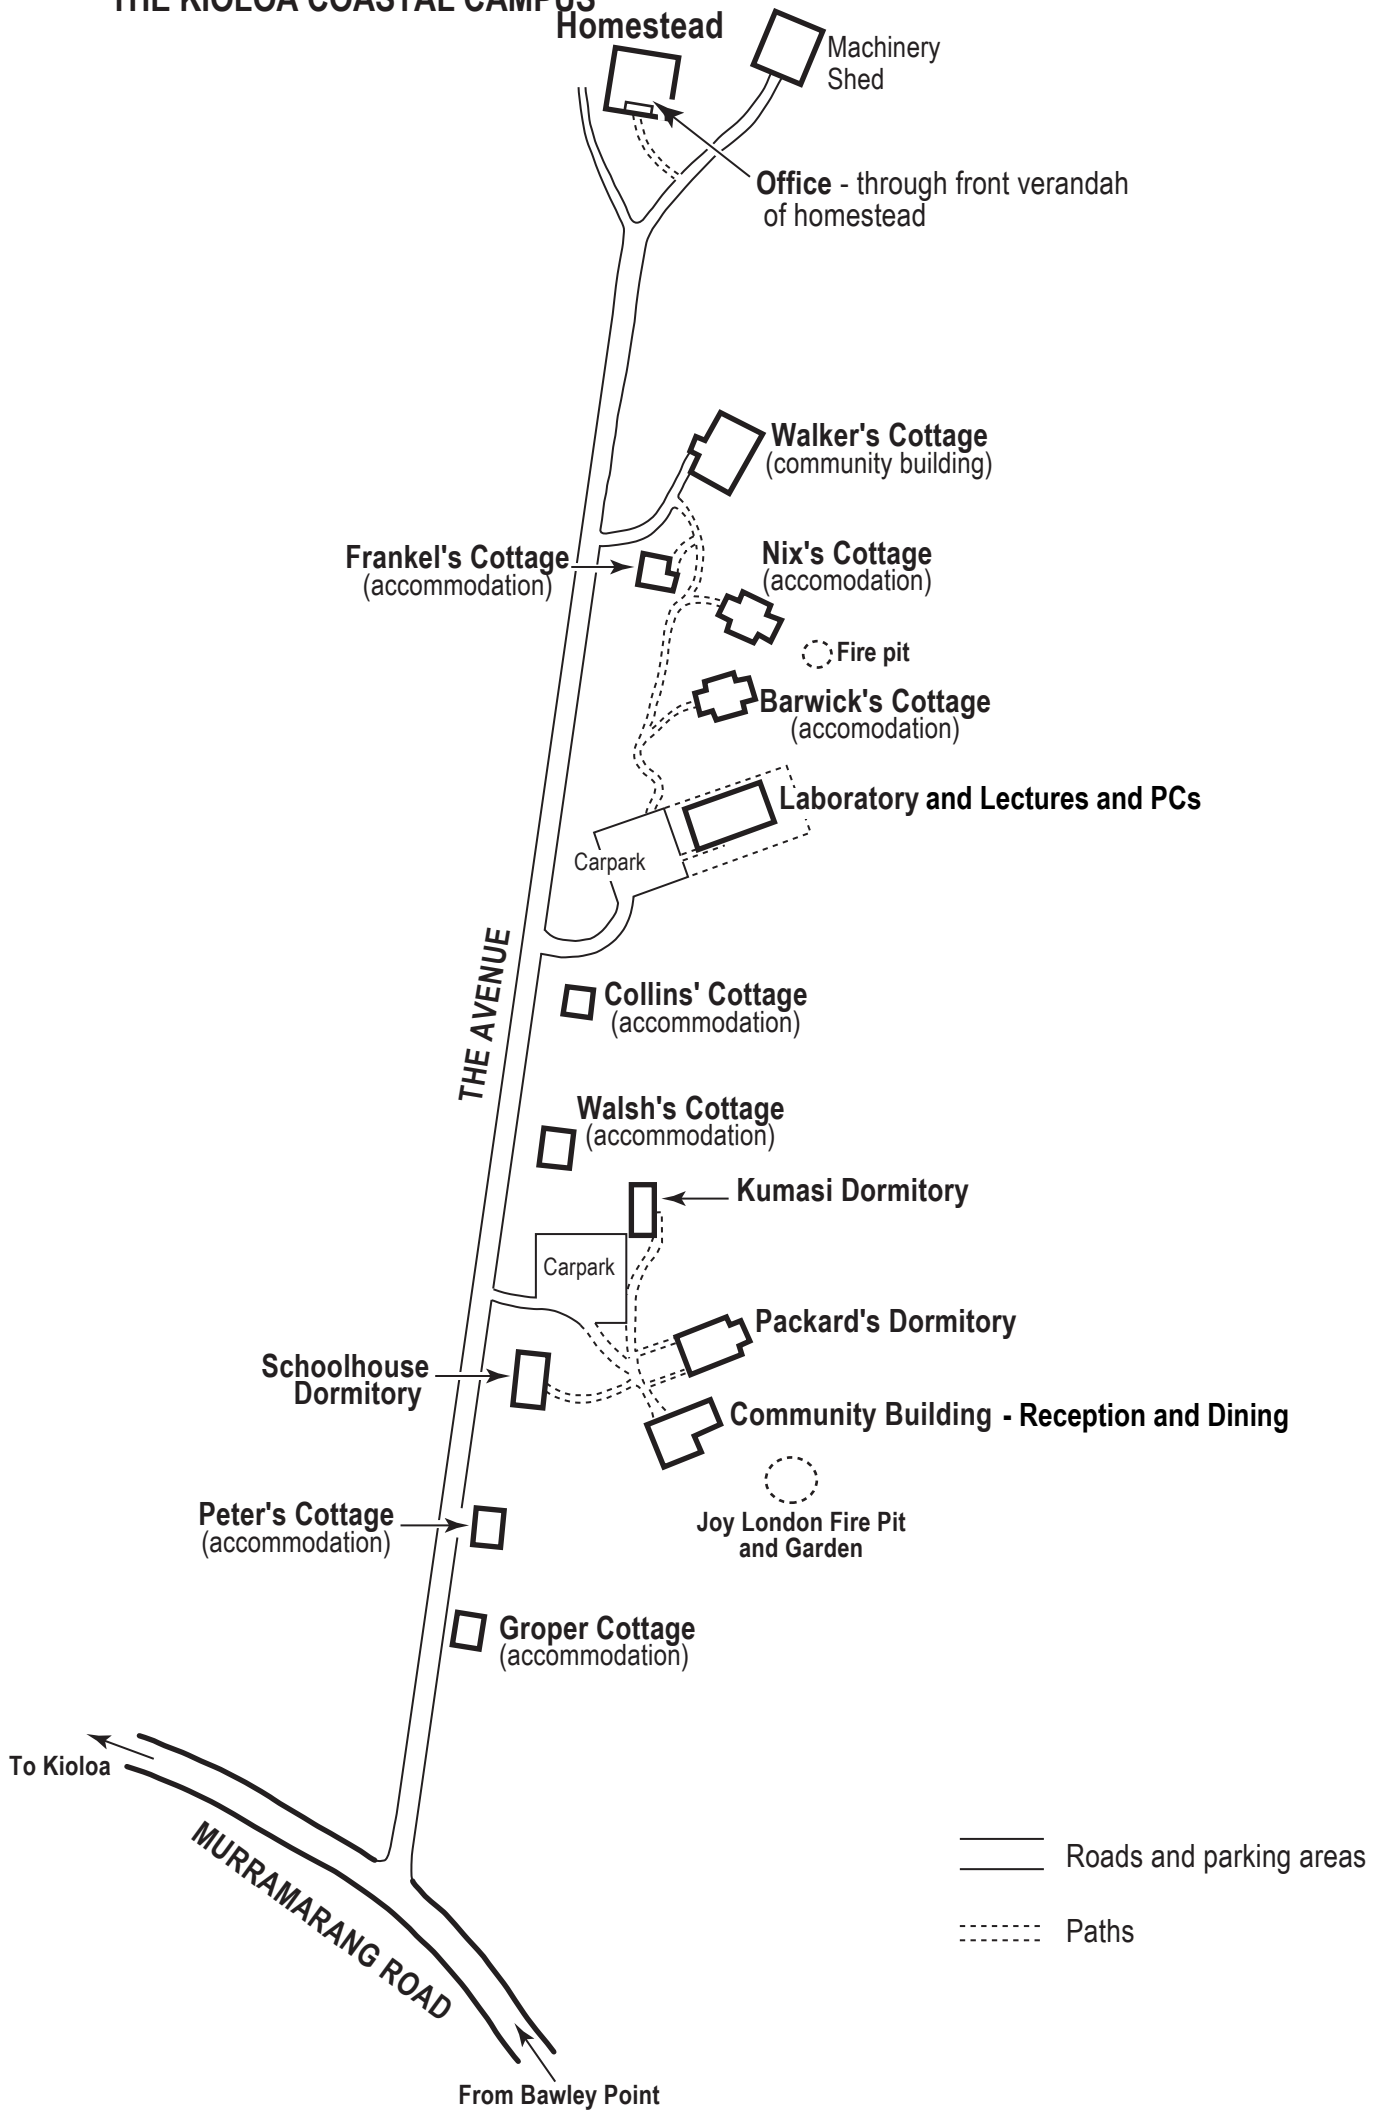 THE KIOLOA COASTAL CAMPUS
Homestead
Machinery
Shed
Office - through front verandah
of homestead
Walker's Cottage
(community building)
Frankel's Cottage
(accommodation)
Nix's Cottage
(accomodation)
Fire pit
Barwick's Cottage
(accomodation)
Laboratory and Lectures and PCs
Carpark
THE AVENUE
Collins' Cottage
(accommodation)
Walsh's Cottage
(accommodation)
Kumasi Dormitory
Carpark
Packard's Dormitory
Schoolhouse
Dormitory
Community Building - Reception and Dining
Peter's Cottage
(accommodation)
Joy London Fire Pit
and Garden
Groper Cottage
(accommodation)
To Kioloa
MURRAMARANG ROAD
Roads and parking areas
Paths
From Bawley Point